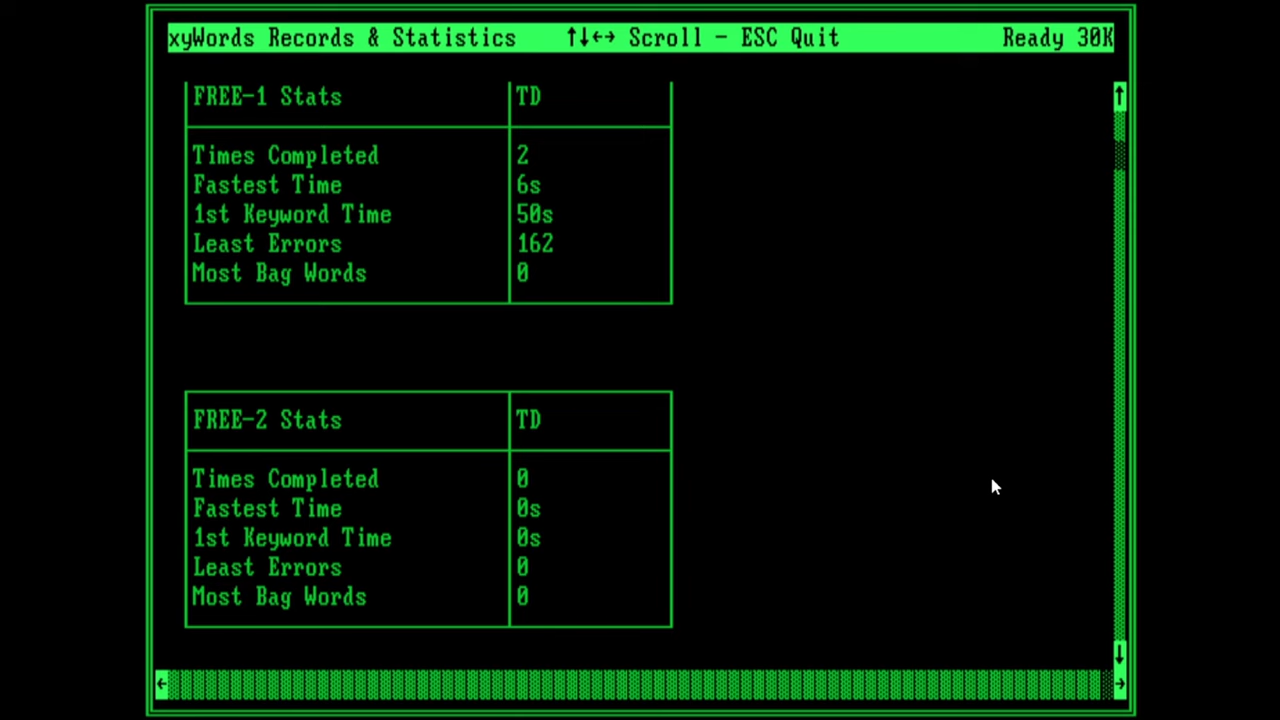 xyWords Records & Statistics    ↑↓←→ Scroll - ESC Quit    Ready 30K
FREE-1 Stats    TD
Times Completed    2
Fastest Time    6s
1st Keyword Time    50s
Least Errors    162
Most Bag Words    0
FREE-2 Stats    TD
Times Completed    0
Fastest Time    0s
1st Keyword Time    0s
Least Errors    0
Most Bag Words    0